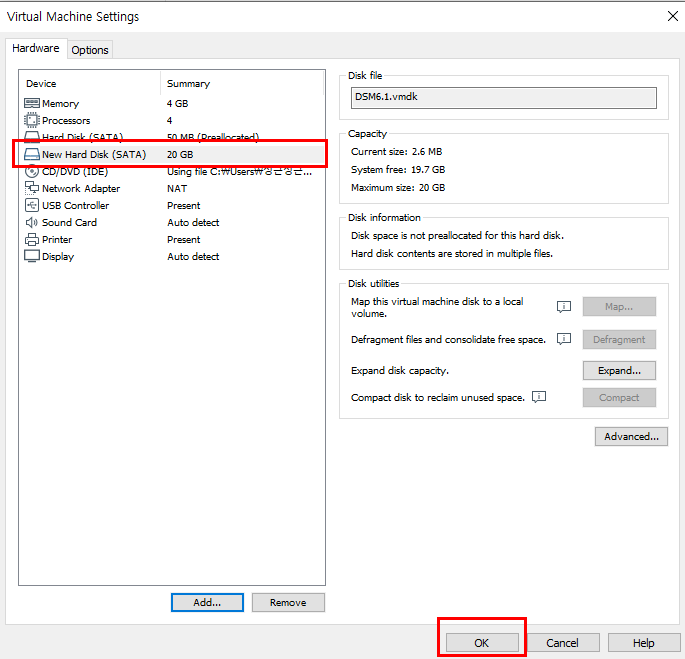 Virtual Machine Settings
Hardware Options
Device Summary
Memory 4 GB
Processors 4
Hard Disk (SATA) 50 MB (Preallocated)
New Hard Disk (SATA) 20 GB
CD/DVD (IDE) Using file C:₩Users₩싱근싱근...
Network Adapter NAT
USB Controller Present
Sound Card Auto detect
Printer Present
Display Auto detect
Add... Remove
Disk file
DSM6.1.vmdk
Capacity
Current size: 2.6 MB
System free: 19.7 GB
Maximum size: 20 GB
Disk information
Disk space is not preallocated for this hard disk.
Hard disk contents are stored in multiple files.
Disk utilities
Map this virtual machine disk to a local
volume.
Map...
Defragment files and consolidate free space.
Defragment
Expand disk capacity.
Expand...
Compact disk to reclaim unused space.
Compact
Advanced...
OK Cancel Help